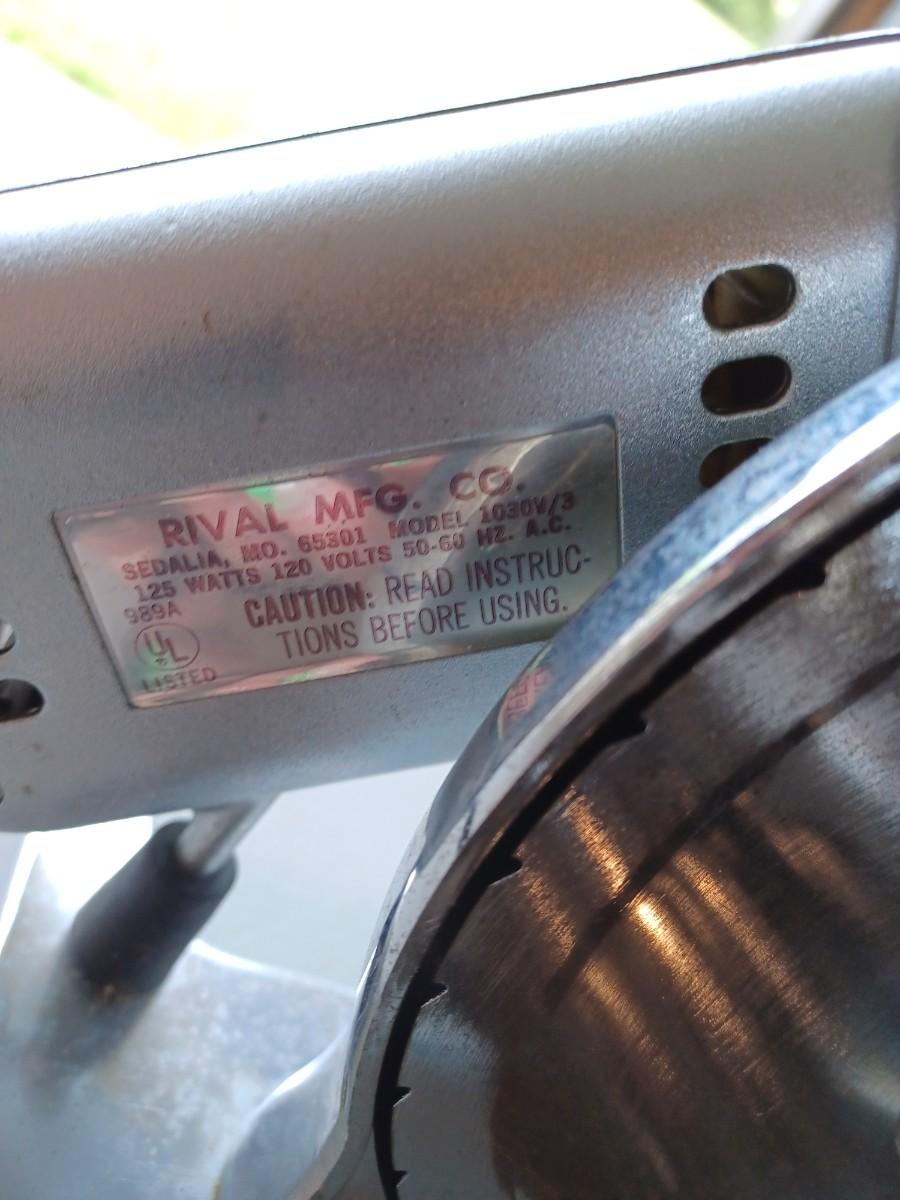 RIVAL MFG. CO.
SEDALIA, MO. 65301 MODEL 1030V/3
125 WATTS 120 VOLTS 50-60 HZ. A.C.
989A
CAUTION: READ INSTRUC-
TIONS BEFORE USING.
UL
LISTED